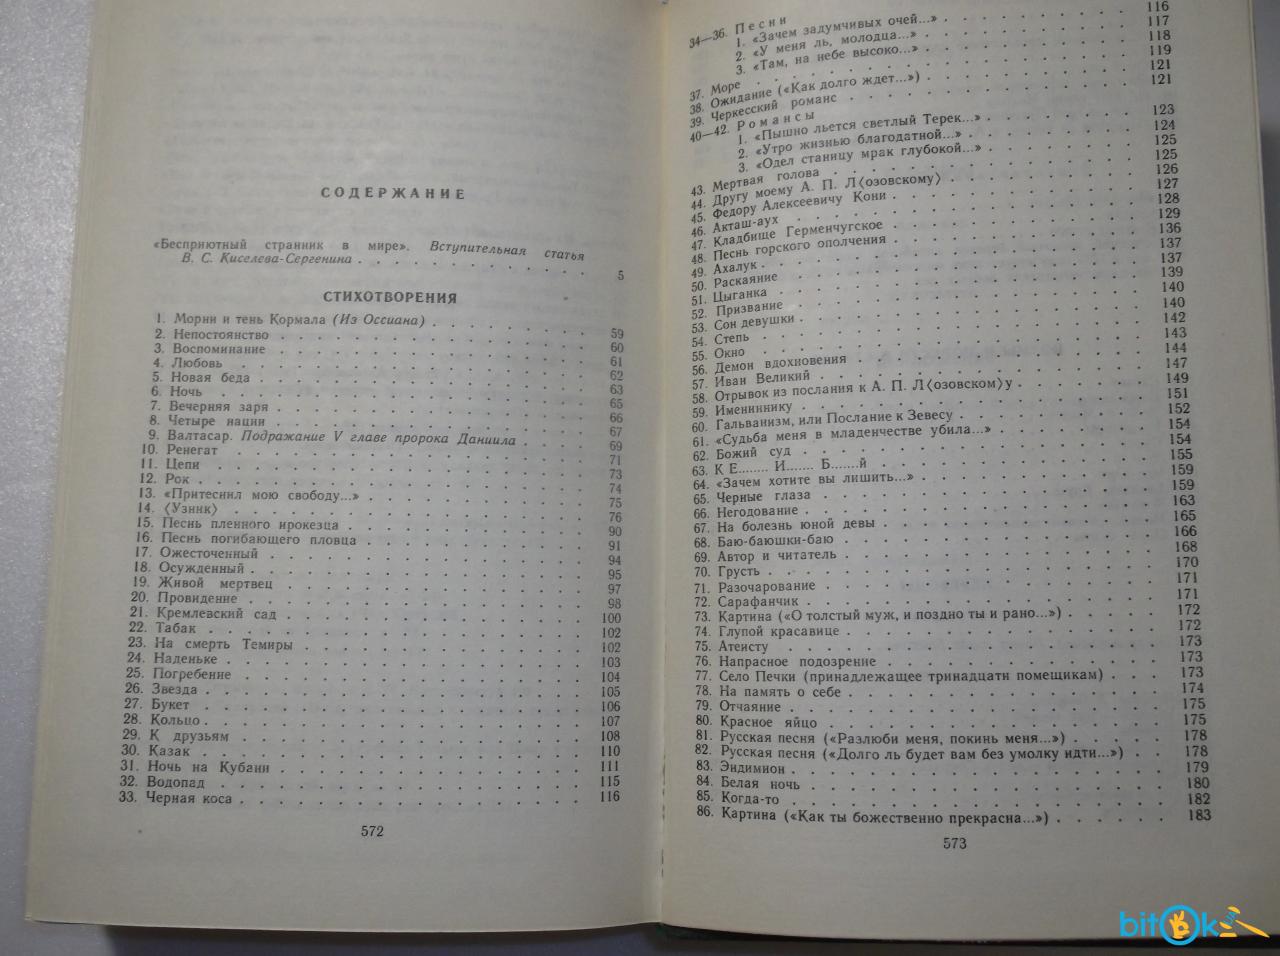 СОДЕРЖАНИЕ
«Бесприютный странник в мире». Вступительная статья
В. С. Киселева-Сергенина . . . . . . . . . . . 5
СТИХОТВОРЕНИЯ
1. Морни и тень Кормала (Из Оссиана) . . . . . . . 59
2. Непостоянство . . . . . . . . . . . 60
3. Воспоминание . . . . . . . . . . . 61
4. Любовь . . . . . . . . . . . 62
5. Новая беда . . . . . . . . . . . 63
6. Ночь . . . . . . . . . . . 65
7. Вечерняя заря . . . . . . . . . . . 66
8. Четыре нации . . . . . . . . . . . 67
9. Валтасар. Подражание V главе пророка Даниила . . . . 69
10. Ренегат . . . . . . . . . . . 71
11. Цепи . . . . . . . . . . . 73
12. Рок . . . . . . . . . . . 74
13. «Притеснил мою свободу...» . . . . . . . . . . . 75
14. ⟨Узник⟩ . . . . . . . . . . . 76
15. Песнь пленного ирокезца . . . . . . . . . . . 90
16. Песнь погибающего пловца . . . . . . . . . . . 91
17. Ожесточенный . . . . . . . . . . . 94
18. Осужденный . . . . . . . . . . . 95
19. Живой мертвец . . . . . . . . . . . 97
20. Провидение . . . . . . . . . . . 98
21. Кремлевский сад . . . . . . . . . . . 100
22. Табак . . . . . . . . . . . 102
23. На смерть Темиры . . . . . . . . . . . 102
24. Наденьке . . . . . . . . . . . 103
25. Погребение . . . . . . . . . . . 104
26. Звезда . . . . . . . . . . . 105
27. Букет . . . . . . . . . . . 106
28. Кольцо . . . . . . . . . . . 107
29. К друзьям . . . . . . . . . . . 108
30. Казак . . . . . . . . . . . 110
31. Ночь на Кубани . . . . . . . . . . . 111
32. Водопад . . . . . . . . . . . 115
33. Черная коса . . . . . . . . . . . 116
572
34—36. Песни
1. «Зачем задумчивых очей...» . . . . . . . . 116
2. «У меня ль, молодца...» . . . . . . . . 117
3. «Там, на небе высоко...» . . . . . . . . 118
37. Море . . . . . . . . . . . 119
38. Ожидание («Как долго ждет...») . . . . . . . . 121
39. Черкесский романс . . . . . . . . . . . 121
40—42. Романсы
1. «Пышно льется светлый Терек...» . . . . . . . 123
2. «Утро жизнью благодатной...» . . . . . . . 124
3. «Одел станицу мрак глубокой...» . . . . . . . 125
43. Мертвая голова . . . . . . . . . . . 125
44. Другу моему А. П. Л⟨озовскому⟩ . . . . . . . . 126
45. Федору Алексеевичу Кони . . . . . . . . . . . 127
46. Акташ-аух . . . . . . . . . . . 128
47. Кладбище Герменчугское . . . . . . . . . . . 129
48. Песнь горского ополчения . . . . . . . . . . . 136
49. Ахалук . . . . . . . . . . . 137
50. Раскаяние . . . . . . . . . . . 137
51. Цыганка . . . . . . . . . . . 139
52. Призвание . . . . . . . . . . . 140
53. Сон девушки . . . . . . . . . . . 140
54. Степь . . . . . . . . . . . 142
55. Окно . . . . . . . . . . . 143
56. Демон вдохновения . . . . . . . . . . . 144
57. Иван Великий . . . . . . . . . . . 147
58. Отрывок из послания к А. П. Л⟨озовском⟩у . . . . . 149
59. Имениннику . . . . . . . . . . . 151
60. Гальванизм, или Послание к Зевесу . . . . . . . 152
61. «Судьба меня в младенчестве убила...» . . . . . . . 154
62. Божий суд . . . . . . . . . . . 154
63. К Е........ И....... Б.......й . . . . . . . . 155
64. «Зачем хотите вы лишить...» . . . . . . . . 159
65. Черные глаза . . . . . . . . . . . 159
66. Негодование . . . . . . . . . . . 163
67. На болезнь юной девы . . . . . . . . . . . 165
68. Баю-баюшки-баю . . . . . . . . . . . 166
69. Автор и читатель . . . . . . . . . . . 168
70. Грусть . . . . . . . . . . . 170
71. Разочарование . . . . . . . . . . . 171
72. Сарафанчик . . . . . . . . . . . 171
73. Картина («О толстый муж, и поздно ты и рано...») . . . . 172
74. Глупой красавице . . . . . . . . . . . 172
75. Атеисту . . . . . . . . . . . 173
76. Напрасное подозрение . . . . . . . . . . . 173
77. Село Печки (принадлежащее тринадцати помещикам) . . . 173
78. На память о себе . . . . . . . . . . . 174
79. Отчаяние . . . . . . . . . . . 175
80. Красное яйцо . . . . . . . . . . . 175
81. Русская песня («Разлюби меня, покинь меня...») . . . . 178
82. Русская песня («Долго ль будет вам без умолку идти...») . . 178
83. Эндимион . . . . . . . . . . . 179
84. Белая ночь . . . . . . . . . . . 180
85. Когда-то . . . . . . . . . . . 182
86. Картина («Как ты божественно прекрасна...») . . . . . 183
573
bitok.ua